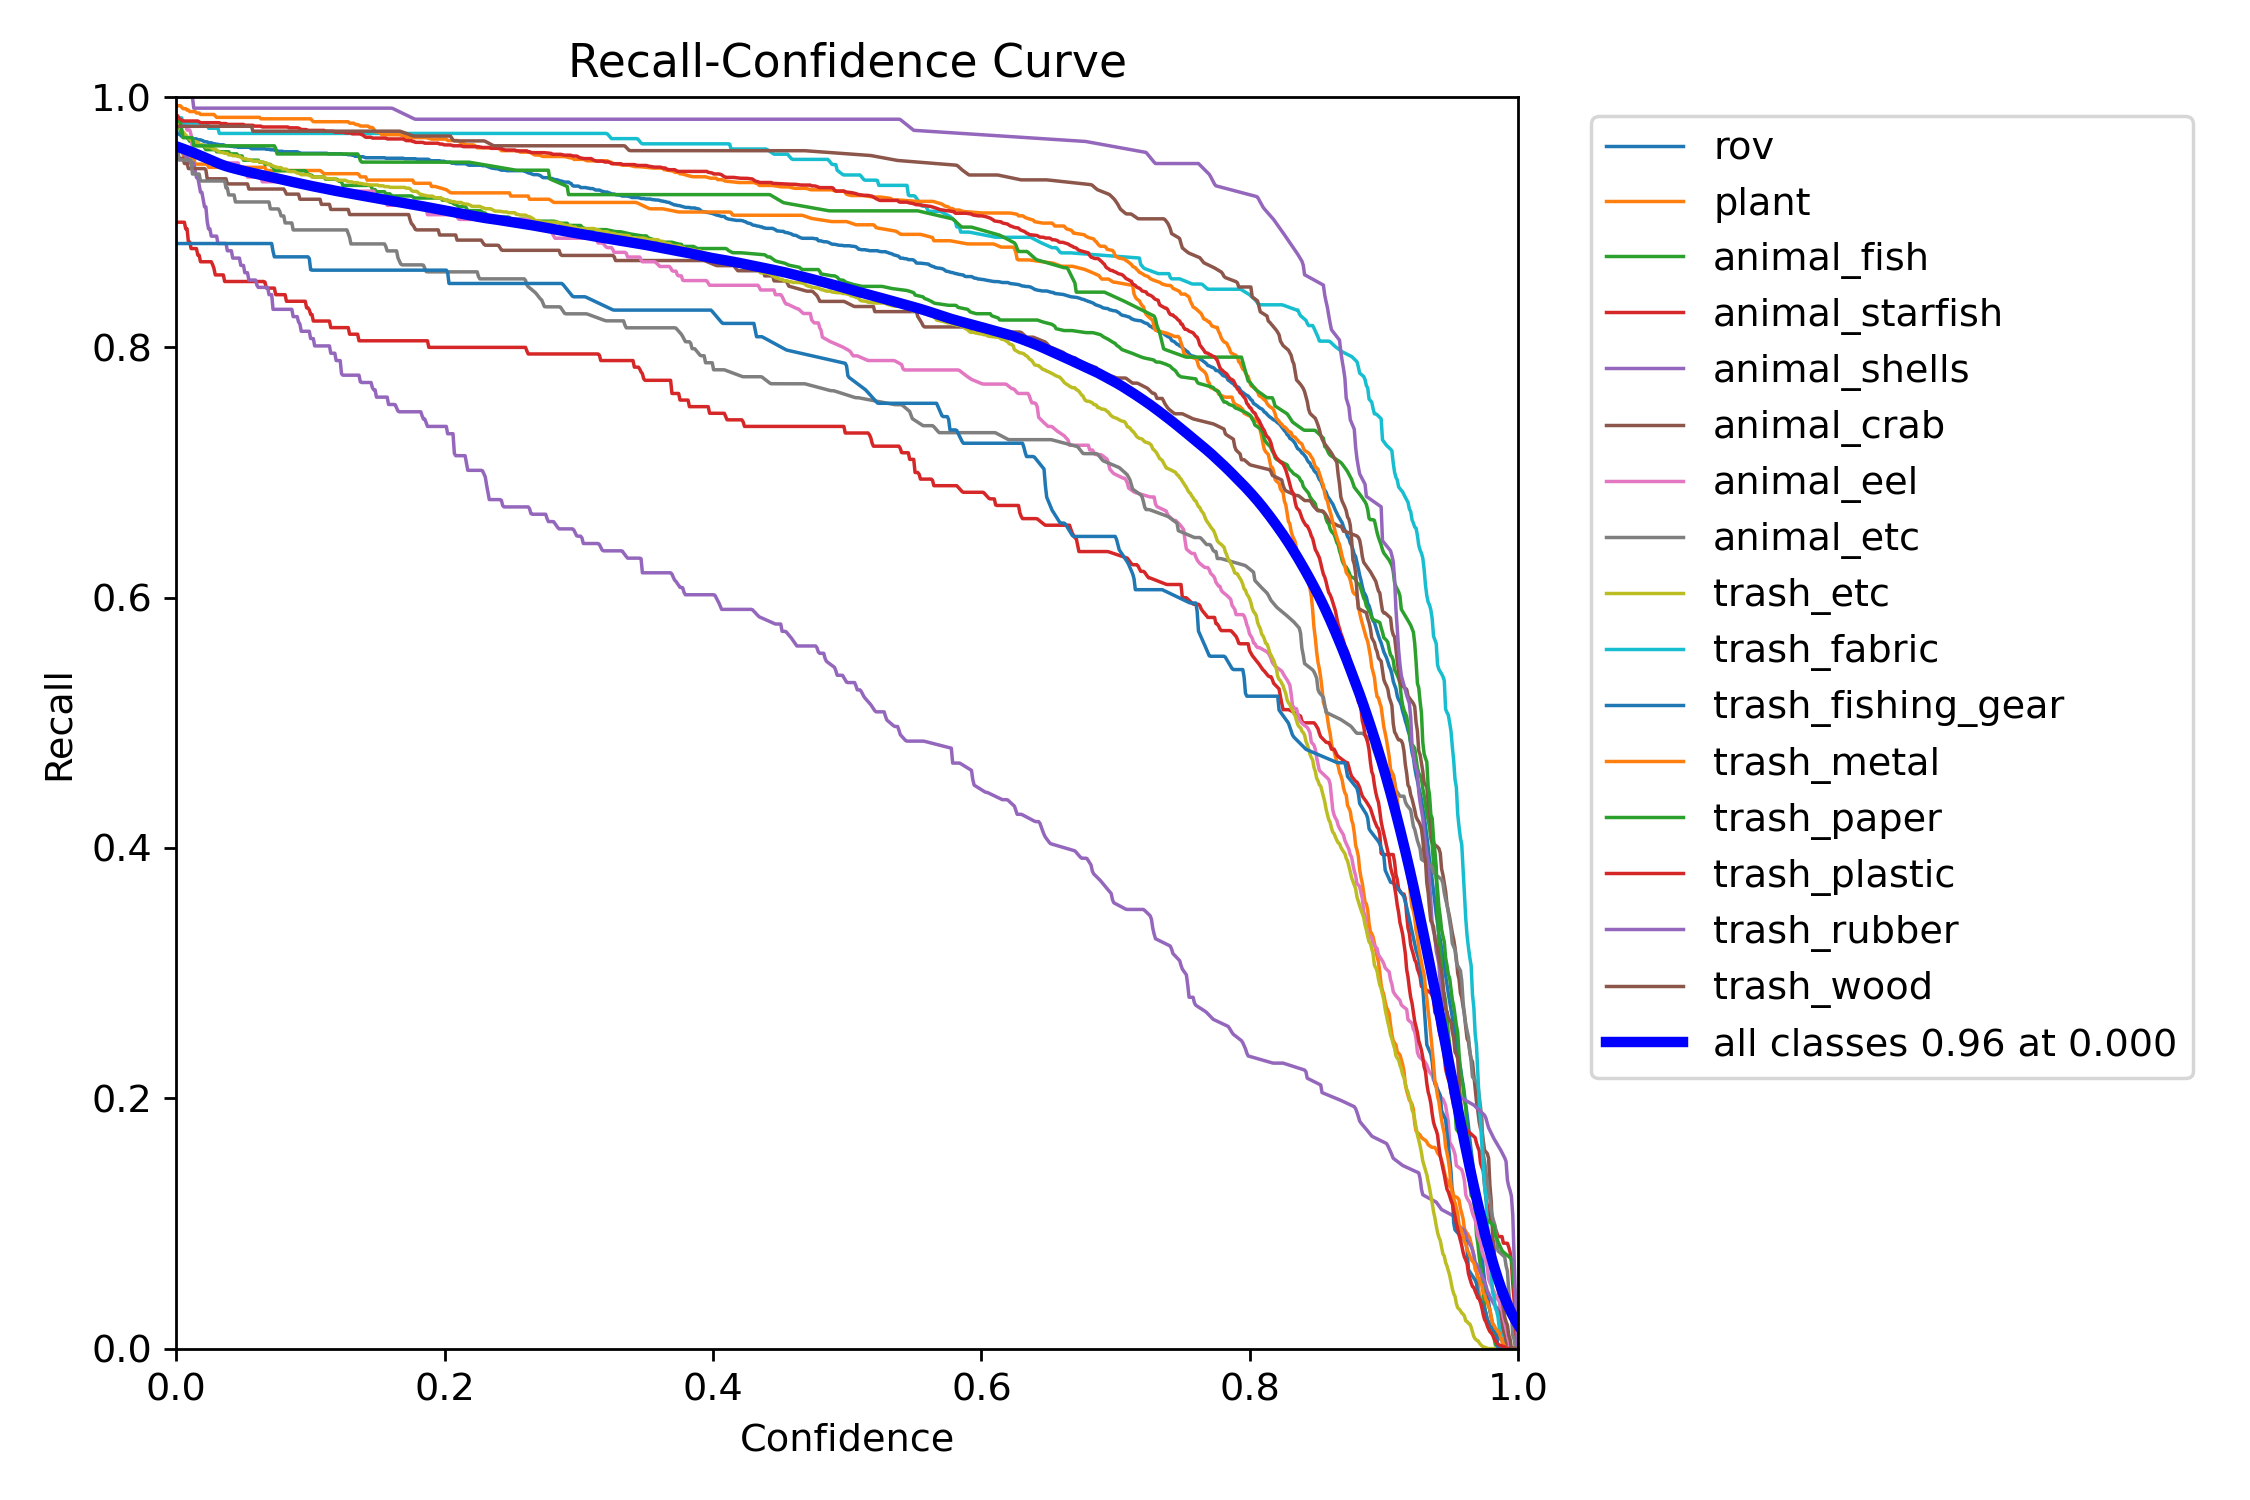 Recall-Confidence Curve
1.0
0.8
0.6
0.4
0.2
0.0
Recall
0.0 0.2 0.4 0.6 0.8 1.0
Confidence
rov
plant
animal_fish
animal_starfish
animal_shells
animal_crab
animal_eel
animal_etc
trash_etc
trash_fabric
trash_fishing_gear
trash_metal
trash_paper
trash_plastic
trash_rubber
trash_wood
all classes 0.96 at 0.000